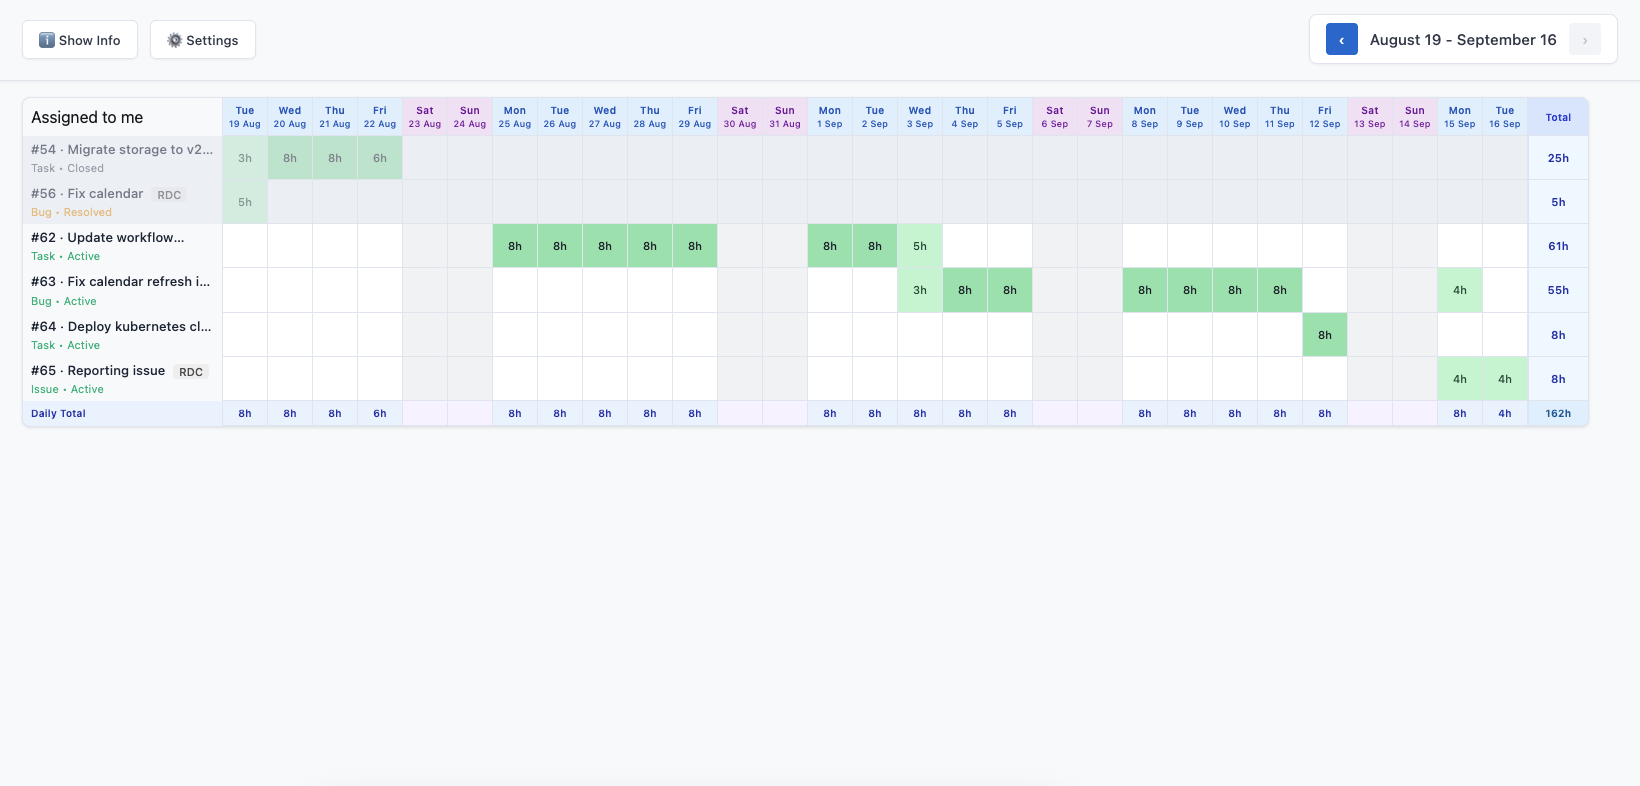 ℹ️ Show Info
⚙️ Settings
‹ August 19 - September 16 ›
Assigned to me Tue Wed Thu Fri Sat Sun Mon Tue Wed Thu Fri Sat Sun Mon Tue Wed Thu Fri Sat Sun Mon Tue Wed Thu Fri Sat Sun Mon Tue Total
19 Aug 20 Aug 21 Aug 22 Aug 23 Aug 24 Aug 25 Aug 26 Aug 27 Aug 28 Aug 29 Aug 30 Aug 31 Aug 1 Sep 2 Sep 3 Sep 4 Sep 5 Sep 6 Sep 7 Sep 8 Sep 9 Sep 10 Sep 11 Sep 12 Sep 13 Sep 14 Sep 15 Sep 16 Sep
#54 · Migrate storage to v2... 3h 8h 8h 6h 25h
Task • Closed
#56 · Fix calendar RDC 5h 5h
Bug • Resolved
#62 · Update workflow... 8h 8h 8h 8h 8h 8h 8h 5h 61h
Task • Active
#63 · Fix calendar refresh i... 3h 8h 8h 8h 8h 8h 8h 4h 55h
Bug • Active
#64 · Deploy kubernetes cl... 8h 8h
Task • Active
#65 · Reporting issue RDC 4h 4h 8h
Issue • Active
Daily Total 8h 8h 8h 6h 8h 8h 8h 8h 8h 8h 8h 8h 8h 8h 8h 8h 8h 8h 8h 8h 4h 162h